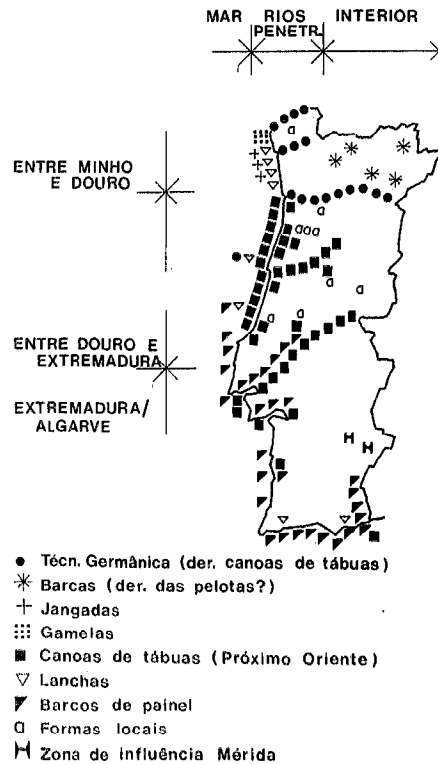 MAR RIOS INTERIOR
PENETR.
ENTRE MINHO
E DOURO
ENTRE DOURO E
EXTREMADURA
EXTREMADURA/
ALGARVE
Técn. Germânica (der. canoas de tábuas)
Barcas (der. das pelotas?)
Jangadas
Gamelas
Canoas de tábuas (Próximo Oriente)
Lanchas
Barcos de painel
Formas locais
Zona de influência Mérida